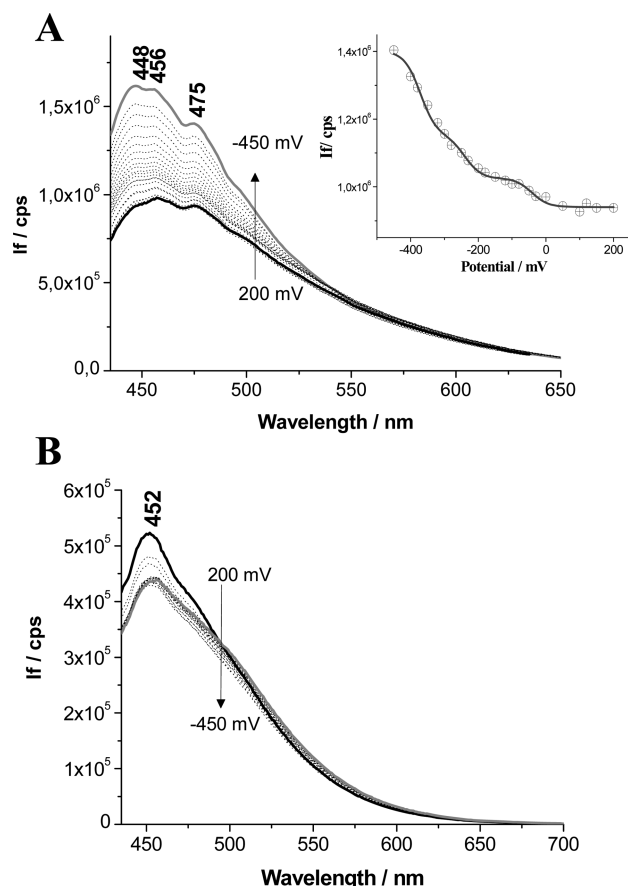 A
448
456
475
-450 mV
200 mV
1,5x10⁶
1,0x10⁶
5,0x10⁵
0,0
If / cps
450 500 550 600 650
Wavelength / nm
1,4x10⁶
1,2x10⁶
1,0x10⁶
If/ cps
-400 -200 0 200
Potential / mV
B
452
200 mV
-450 mV
6x10⁵
5x10⁵
4x10⁵
3x10⁵
2x10⁵
1x10⁵
0
If / cps
450 500 550 600 650 700
Wavelength / nm